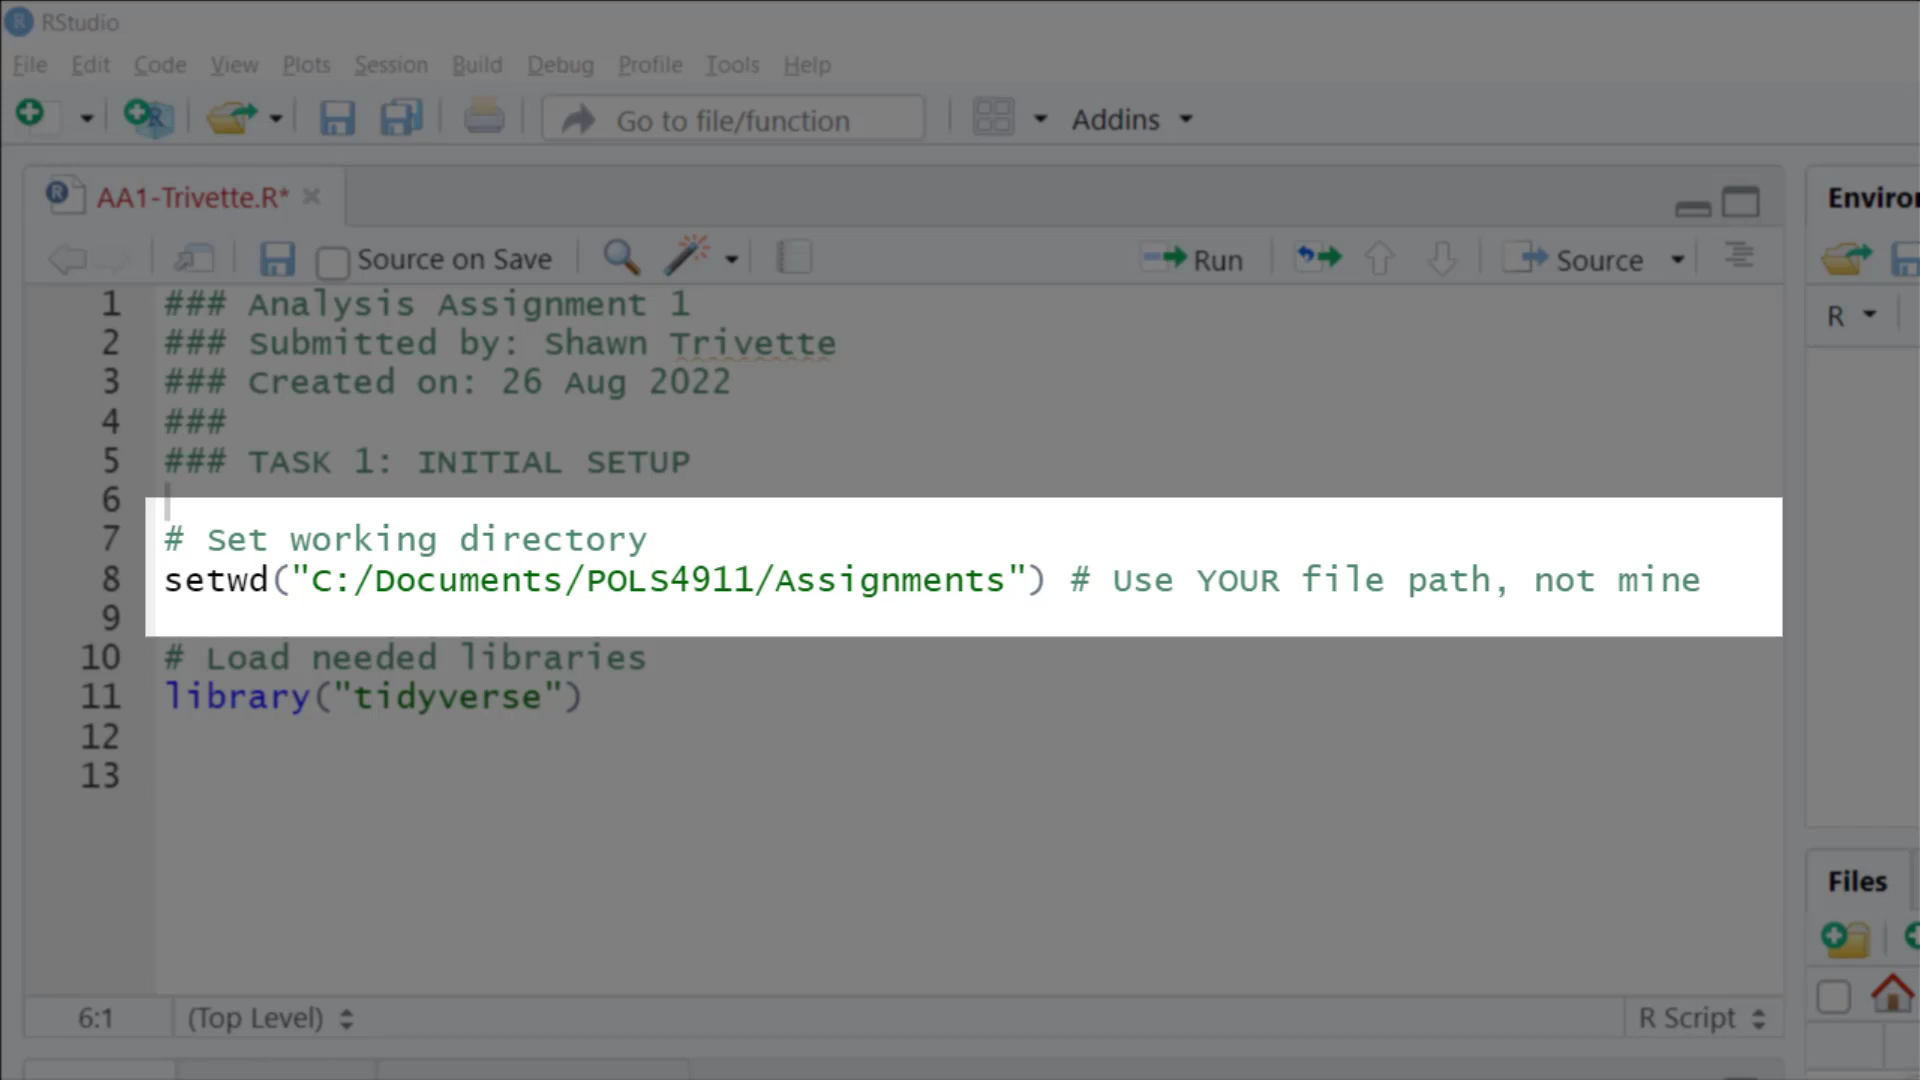 RStudio
File Edit Code View Plots Session Build Debug Profile Tools Help
Go to file/function Addins
AA1-Trivette.R*
Source on Save Run Source
1 ### Analysis Assignment 1
2 ### Submitted by: Shawn Trivette
3 ### Created on: 26 Aug 2022
4 ###
5 ### TASK 1: INITIAL SETUP
6
7 # Set working directory
8 setwd("C:/Documents/POLS4911/Assignments") # Use YOUR file path, not mine
9
10 # Load needed libraries
11 library("tidyverse")
12
13
6:1 (Top Level) R Script
Environ
R
Files